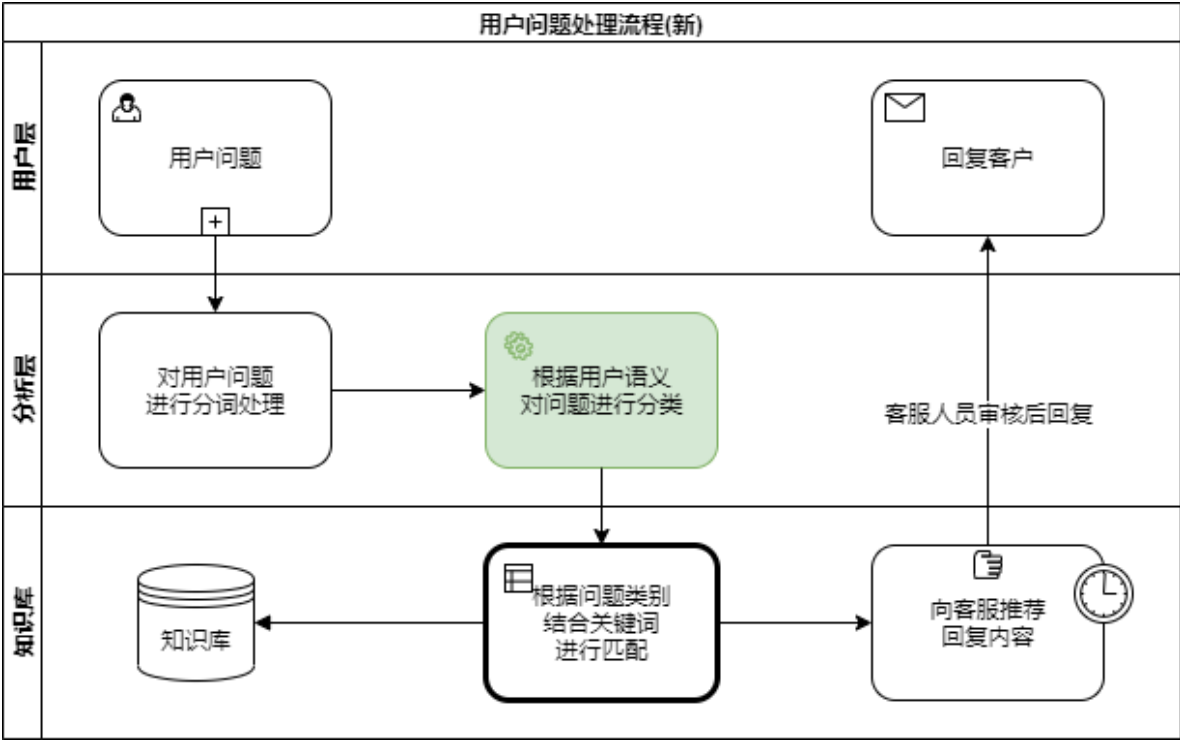 用户问题处理流程(新)
用户层
用户问题
回复客户
分析层
对用户问题
进行分词处理
根据用户语义
对问题进行分类
客服人员审核后回复
知识库
知识库
根据问题类别
结合关键词
进行匹配
向客服推荐
回复内容